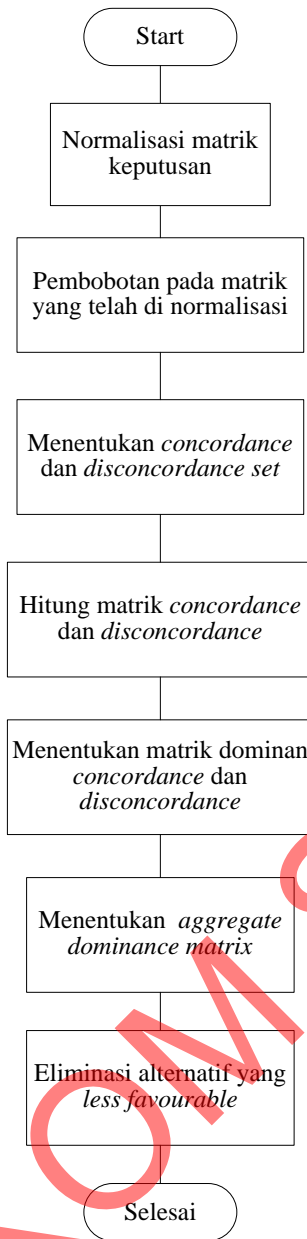 Start
Normalisasi matrik
keputusan
Pembobotan pada matrik
yang telah di normalisasi
Menentukan concordance
dan disconcordance set
Hitung matrik concordance
dan disconcordance
Menentukan matrik dominan
concordance dan
disconcordance
Menentukan aggregate
dominance matrix
Eliminasi alternatif yang
less favourable
Selesai
OM